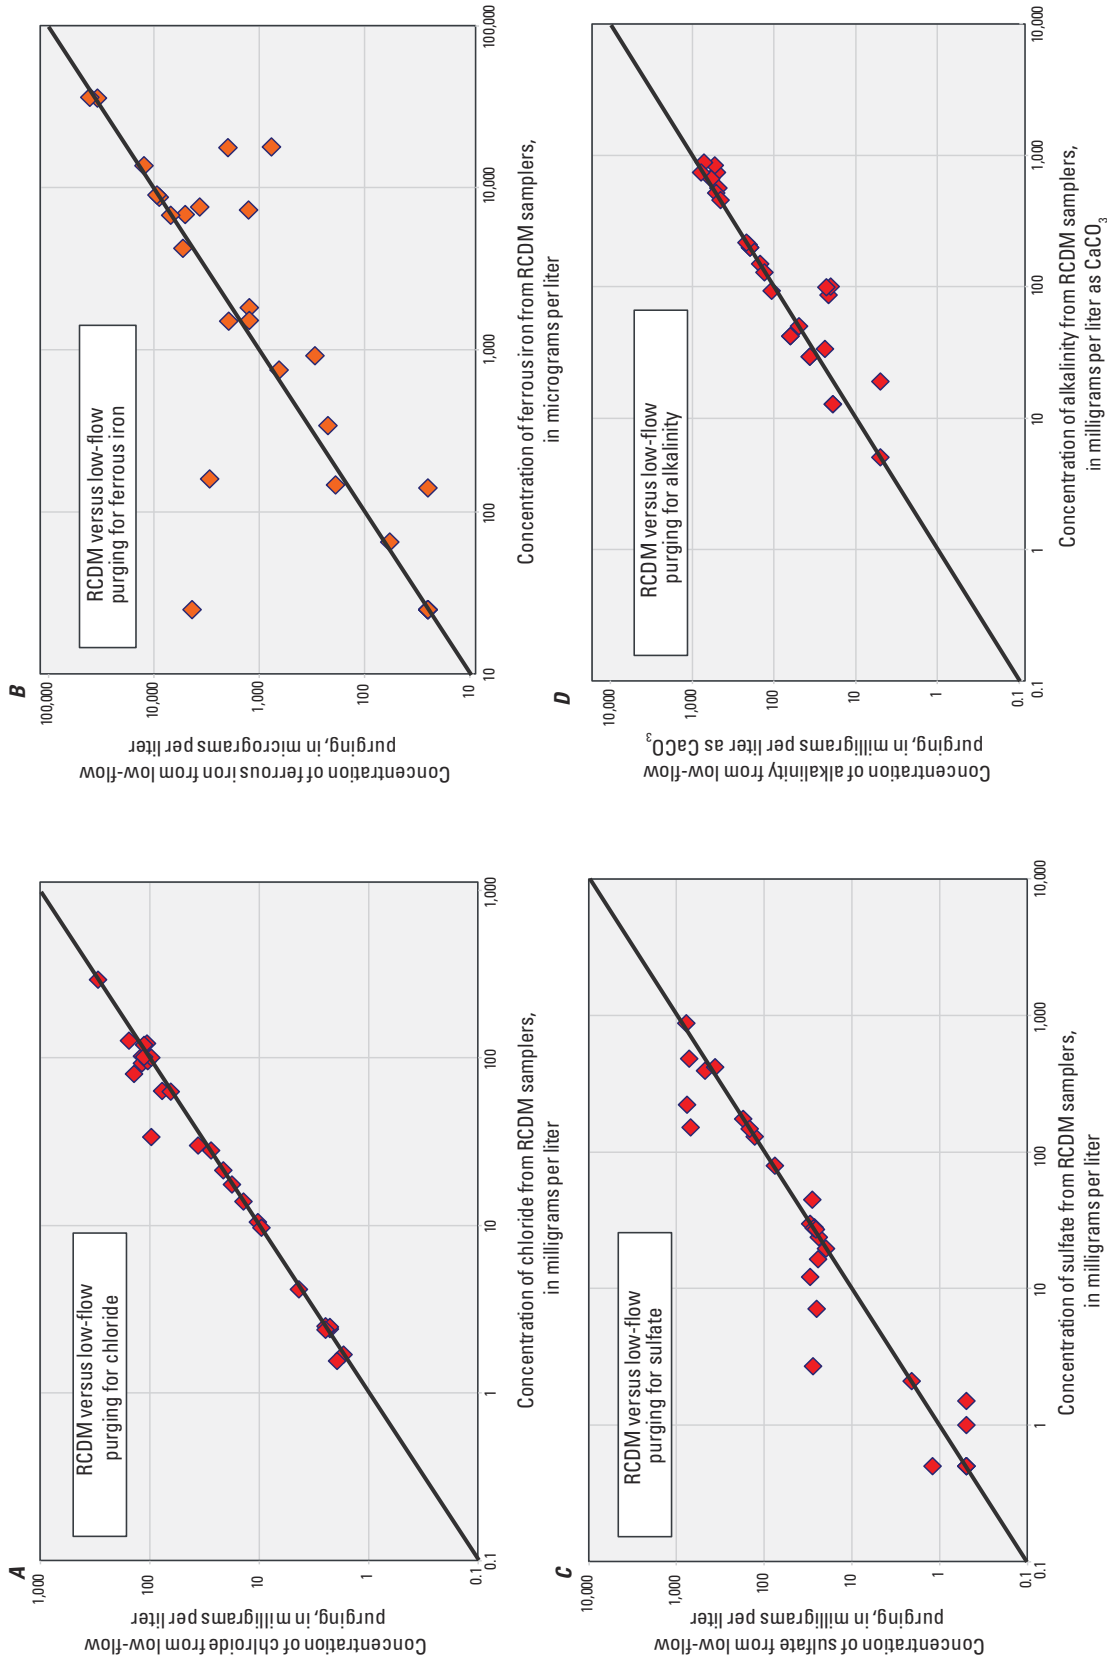 A
Concentration of chlroide from low-flow
purging, in milligrams per liter
1,000
100
10
1
0.1
RCDM versus low-flow
purging for chloride
0.1 1 10 100 1,000
Concentration of chloride from RCDM samplers,
in milligrams per liter
B
Concentration of ferrous iron from low-flow
purging, in micrograms per liter
100,000
10,000
1,000
100
10
RCDM versus low-flow
purging for ferrous iron
10 100 1,000 10,000 100,000
Concentration of ferrous iron from RCDM samplers,
in micrograms per liter
C
Concentration of sulfate from low-flow
purging, in milligrams per liter
10,000
1,000
100
10
1
0.1
RCDM versus low-flow
purging for sulfate
0.1 1 10 100 1,000 10,000
Concentration of sulfate from RCDM samplers,
in milligrams per liter
D
Concentration of alkalinity from low-flow
purging, in milligrams per liter as CaCO₃
10,000
1,000
100
10
1
0.1
RCDM versus low-flow
purging for alkalinity
0.1 1 10 100 1,000 10,000
Concentration of alkalinity from RCDM samplers,
in milligrams per liter as CaCO₃